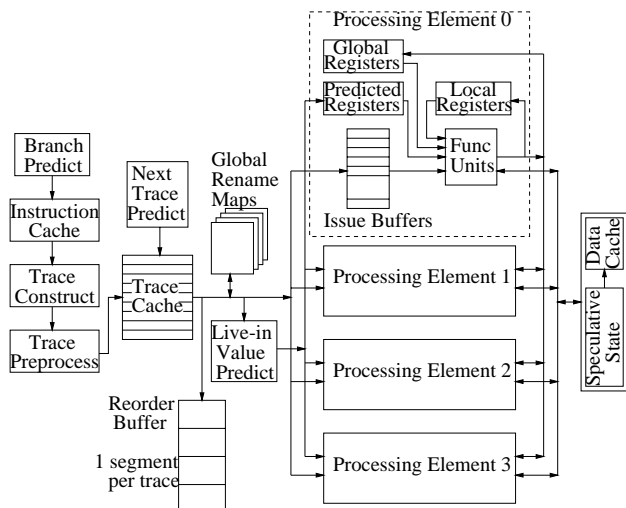 Processing Element 0
Global
Registers
Predicted
Registers
Local
Registers
Func
Units
Issue Buffers
Branch
Predict
Instruction
Cache
Trace
Construct
Trace
Preprocess
Next
Trace
Predict
Trace
Cache
Global
Rename
Maps
Live-in
Value
Predict
Reorder
Buffer
1 segment
per trace
Processing Element 1
Processing Element 2
Processing Element 3
Data
Cache
Speculative
State